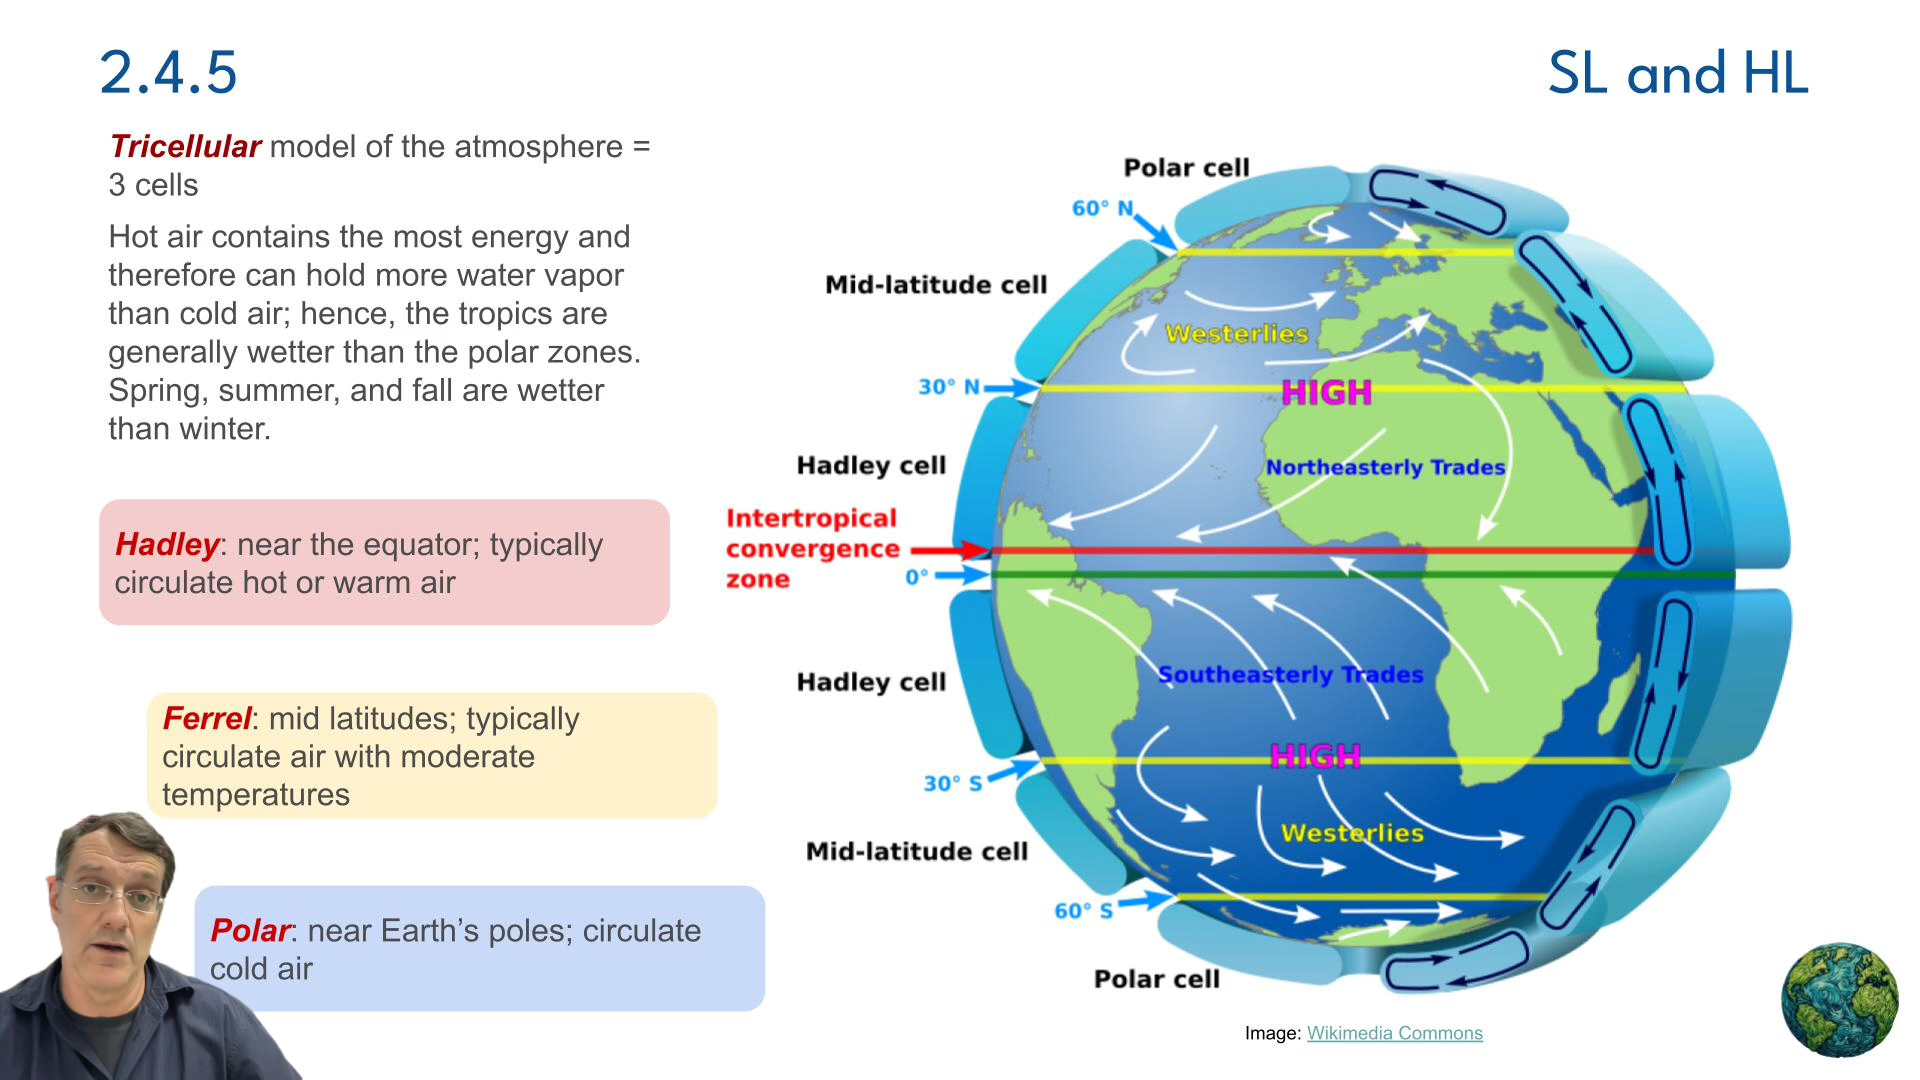 2.4.5
SL and HL
Tricellular model of the atmosphere =
3 cells
Hot air contains the most energy and
therefore can hold more water vapor
than cold air; hence, the tropics are
generally wetter than the polar zones.
Spring, summer, and fall are wetter
than winter.
Hadley: near the equator; typically
circulate hot or warm air
Ferrel: mid latitudes; typically
circulate air with moderate
temperatures
Polar: near Earth’s poles; circulate
cold air
Polar cell
60° N
Mid-latitude cell
Westerlies
30° N
HIGH
Hadley cell
Northeasterly Trades
Intertropical
convergence
zone
0°
Hadley cell
Southeasterly Trades
HIGH
30° S
Westerlies
Mid-latitude cell
60° S
Polar cell
Image: Wikimedia Commons